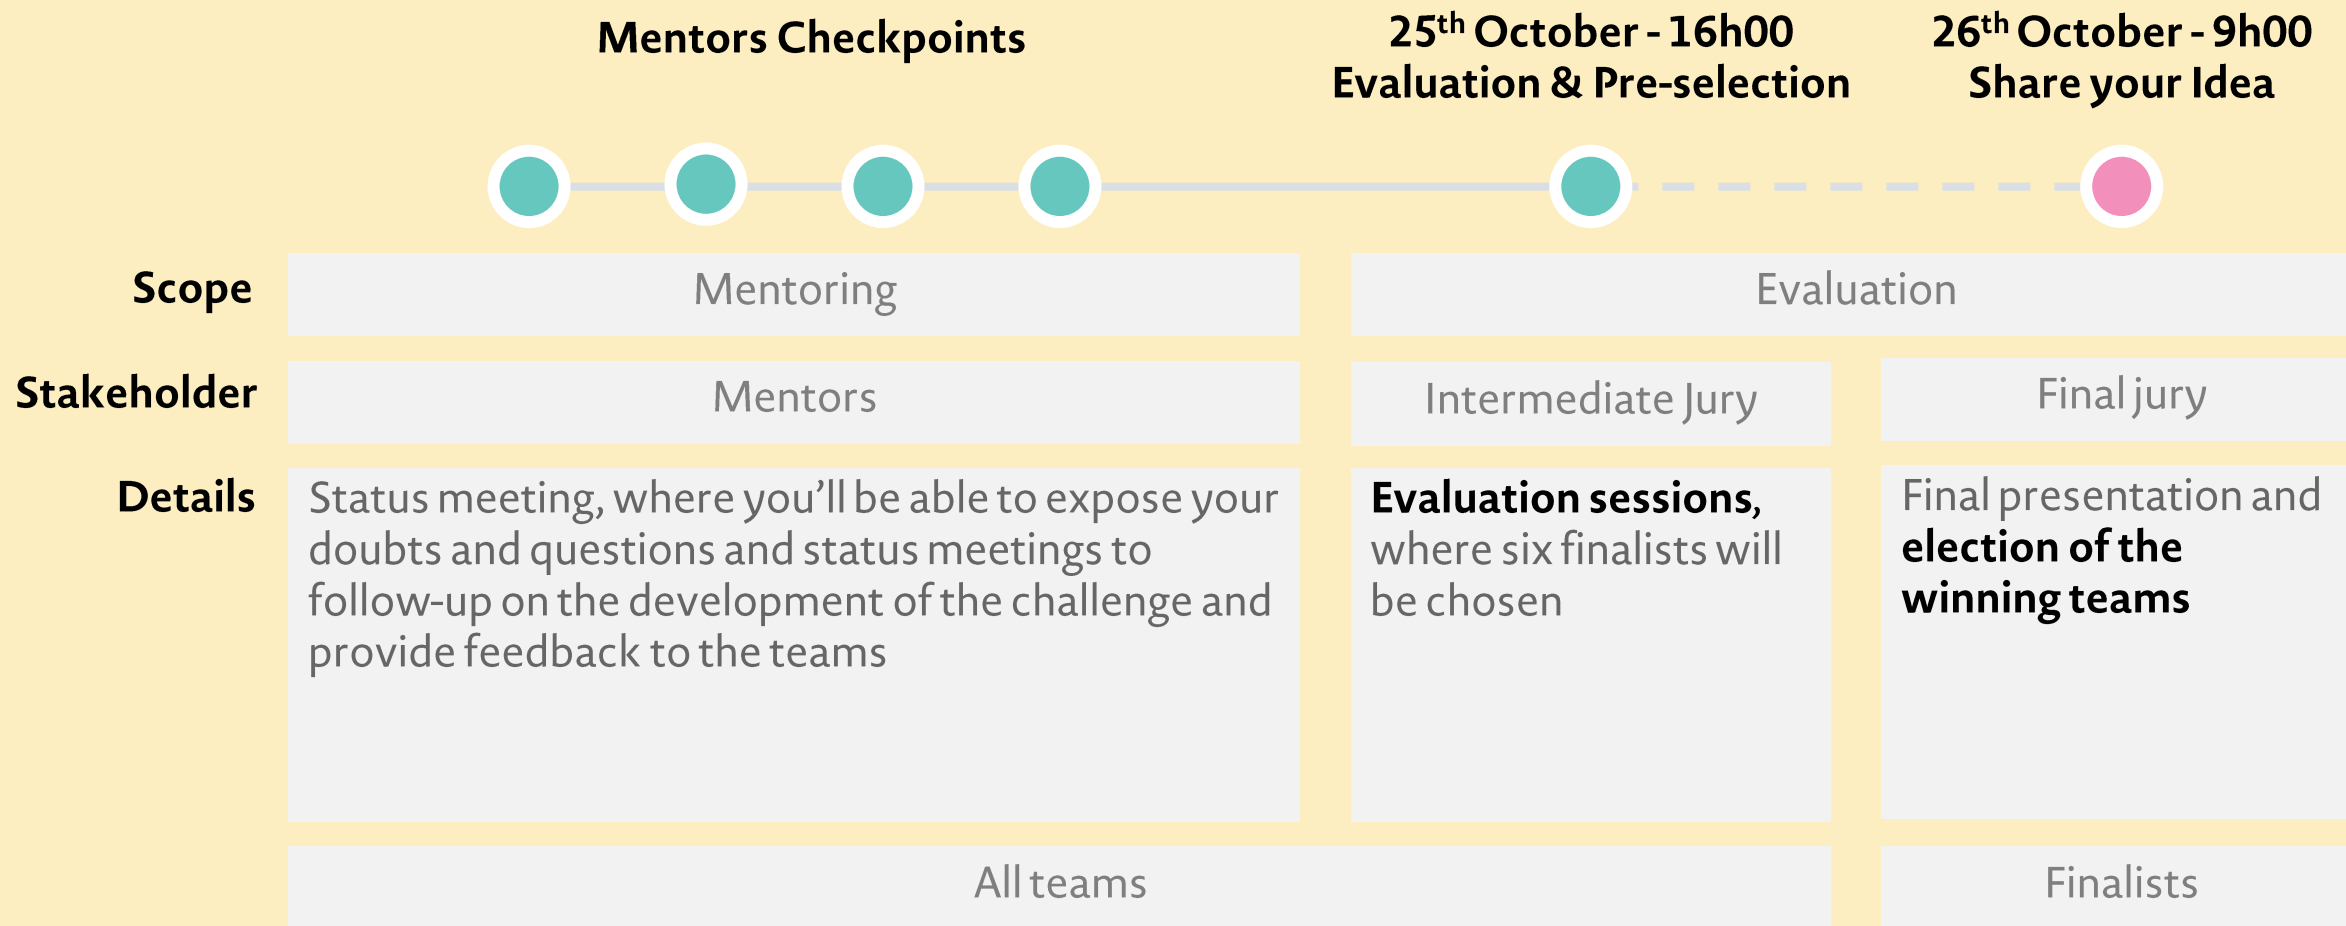 Mentors Checkpoints
25th October - 16h00
Evaluation & Pre-selection
26th October - 9h00
Share your Idea
Scope
Mentoring
Evaluation
Stakeholder
Mentors
Intermediate Jury
Final jury
Details
Status meeting, where you’ll be able to expose your
doubts and questions and status meetings to
follow-up on the development of the challenge and
provide feedback to the teams
Evaluation sessions,
where six finalists will
be chosen
Final presentation and
election of the
winning teams
All teams
Finalists